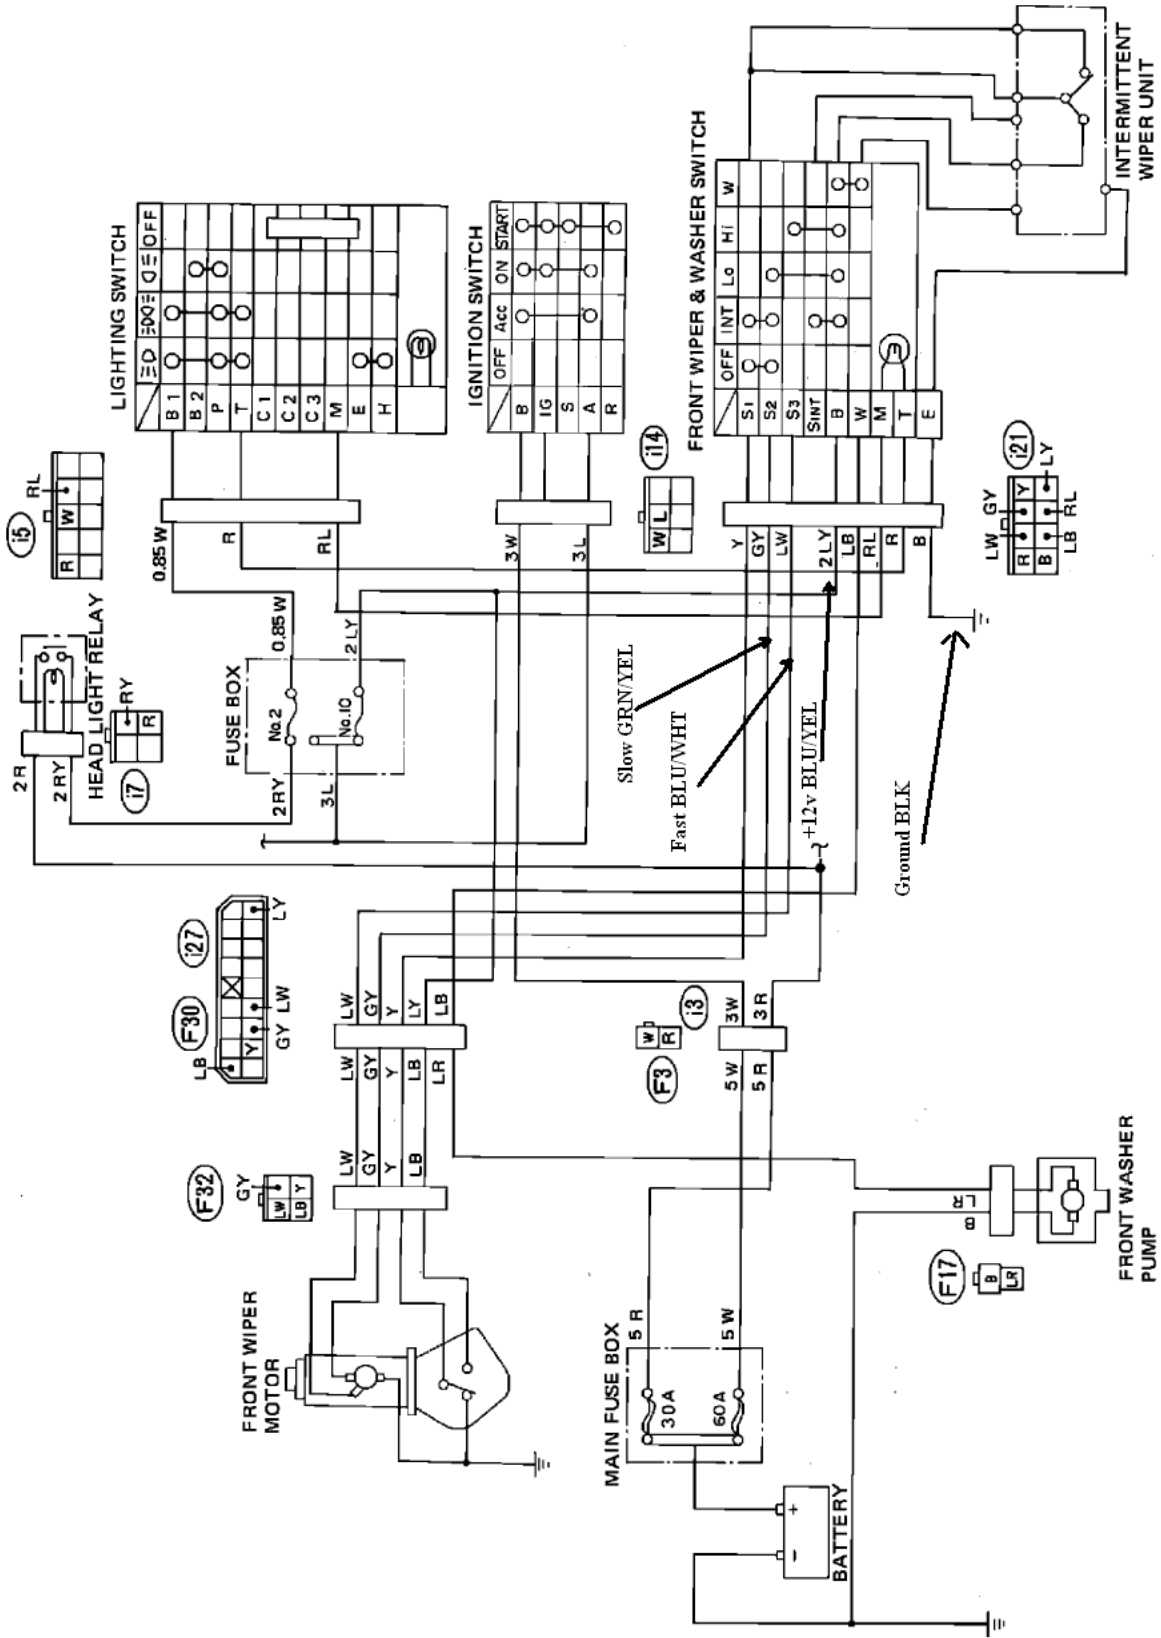 LIGHTING SWITCH
OFF
B1
B2
P
T
C1
C2
C3
M
E
H
IGNITION SWITCH
OFF
Acc
ON
START
B
IG
S
A
R
FRONT WIPER & WASHER SWITCH
OFF
INT
Lo
Hi
W
S1
S2
S3
SINT
B
W
M
T
E
INTERMITTENT
WIPER UNIT
i5
RL
W
R
0.85W
R
RL
3W
3L
i14
W
L
Y
GY
LW
2LY
LB
RL
R
B
i21
LW
GY
R
Y
B
LY
RL
LB
HEAD LIGHT RELAY
2R
2RY
i7
RY
R
FUSE BOX
No.2
No.10
0.85W
2LY
2RY
3L
Slow GRN/YEL
Fast BLU/WHT
+12v BLU/YEL
Ground BLK
i27
F30
LY
LW
GY
Y
LB
LW
GY
Y
LY
LB
LW
GY
Y
LB
LR
i3
F3
W
R
3W
3R
5W
5R
F32
GY
LW
LB
Y
LW
GY
Y
LB
FRONT WIPER
MOTOR
MAIN FUSE BOX
5R
5W
30A
60A
BATTERY
+
-
LR
B
F17
B
LR
FRONT WASHER
PUMP